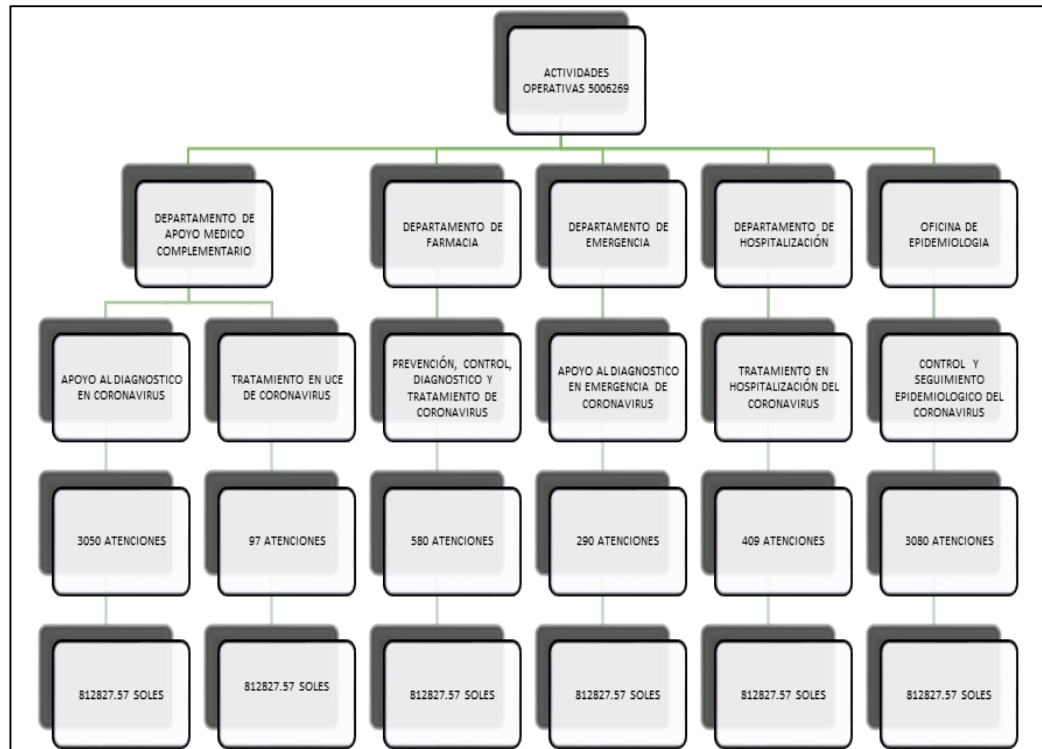 ACTIVIDADES
OPERATIVAS 5006269
DEPARTAMENTO DE
APOYO MEDICO
COMPLEMENTARIO
DEPARTAMENTO DE
FARMACIA
DEPARTAMENTO DE
EMERGENCIA
DEPARTAMENTO DE
HOSPITALIZACIÓN
OFICINA DE
EPIDEMIOLOGIA
APOYO AL DIAGNOSTICO
EN CORONAVIRUS
TRATAMIENTO EN UCE
DE CORONAVIRUS
PREVENCIÓN, CONTROL,
DIAGNOSTICO Y
TRATAMIENTO DE
CORONAVIRUS
APOYO AL DIAGNOSTICO
EN EMERGENCIA DE
CORONAVIRUS
TRATAMIENTO EN
HOSPITALIZACIÓN DEL
CORONAVIRUS
CONTROL Y
SEGUIMIENTO
EPIDEMIOLOGICO DEL
CORONAVIRUS
3050 ATENCIONES
97 ATENCIONES
580 ATENCIONES
290 ATENCIONES
409 ATENCIONES
3080 ATENCIONES
812827.57 SOLES
812827.57 SOLES
812827.57 SOLES
812827.57 SOLES
812827.57 SOLES
812827.57 SOLES